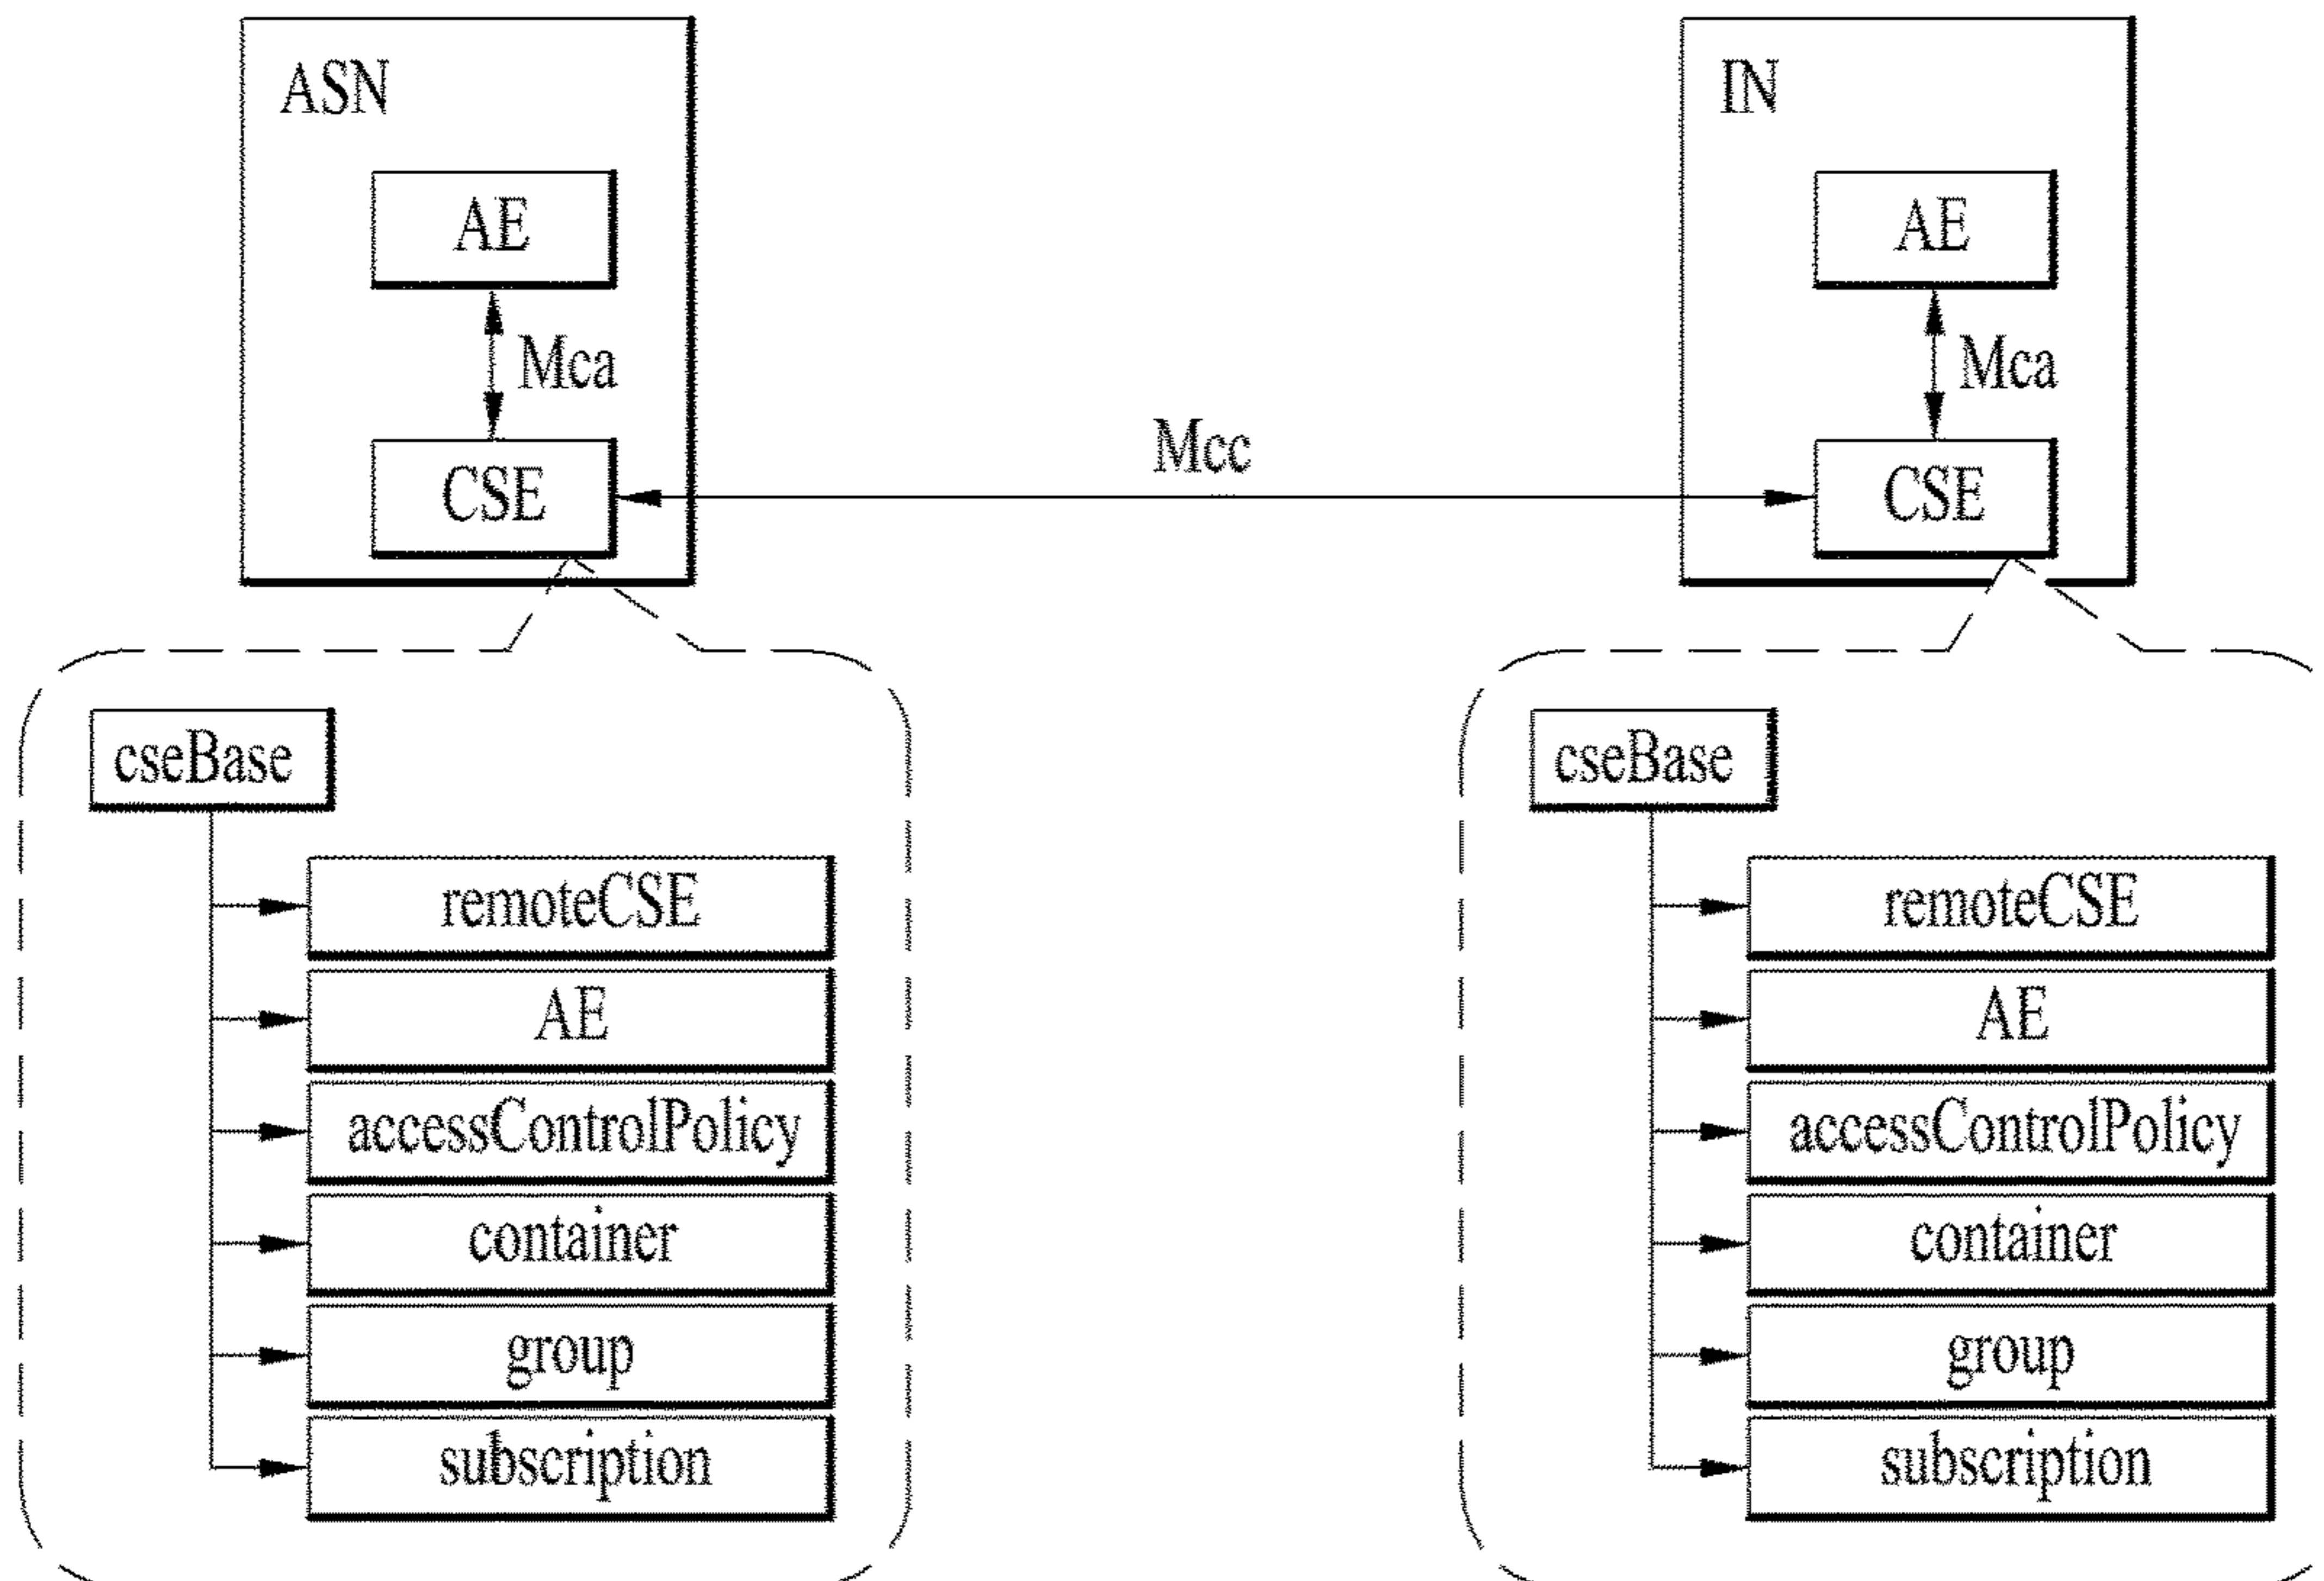 ASN
AE
Mca
CSE
Mcc
IN
AE
Mca
CSE
cseBase
remoteCSE
AE
accessControlPolicy
container
group
subscription
cseBase
remoteCSE
AE
accessControlPolicy
container
group
subscription